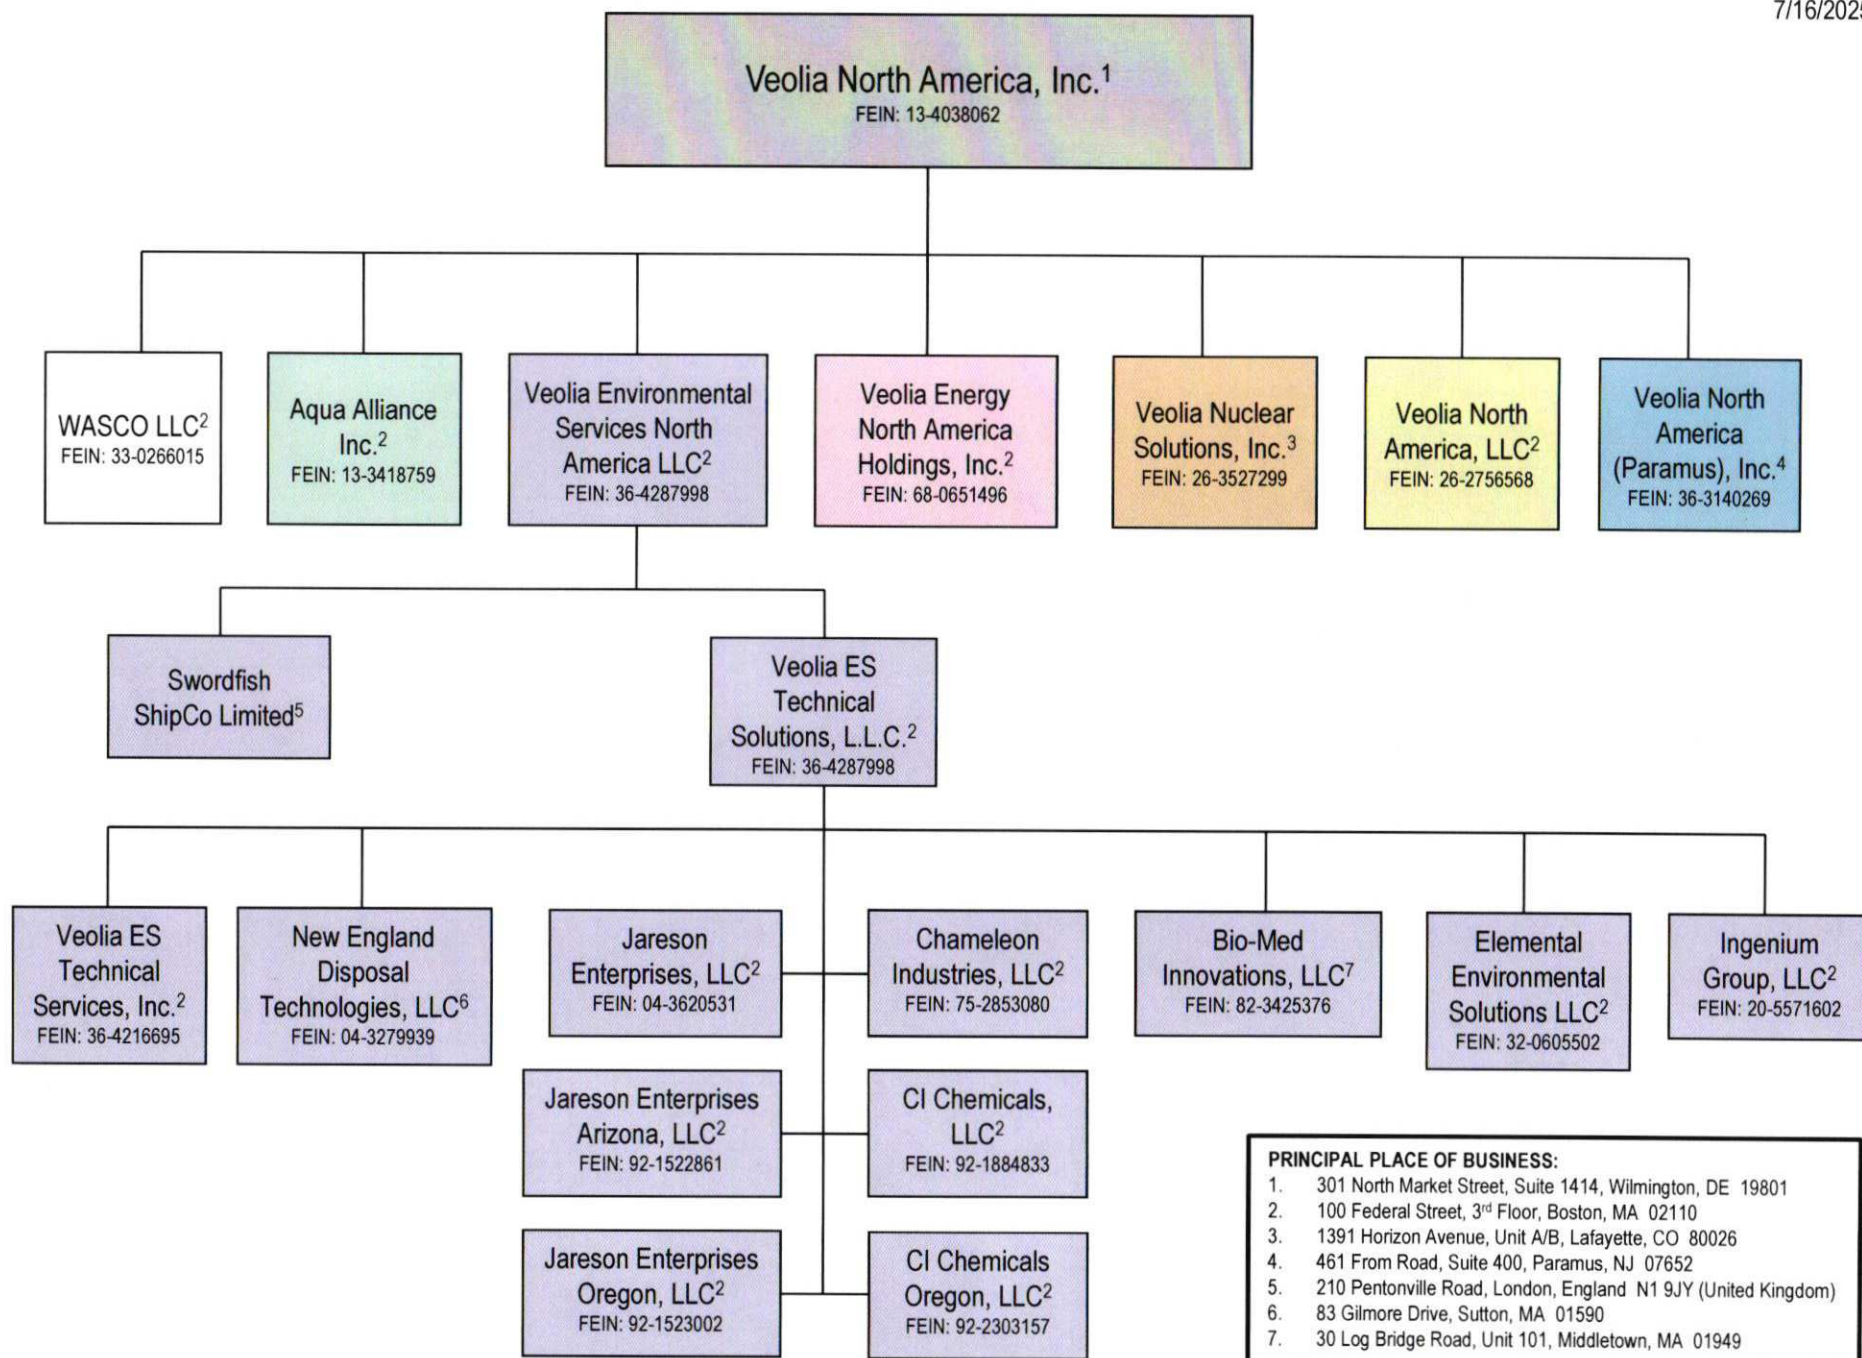 7/16/2025
Veolia North America, Inc.¹
FEIN: 13-4038062
WASCO LLC²
FEIN: 33-0266015
Aqua Alliance
Inc.²
FEIN: 13-3418759
Veolia Environmental
Services North
America LLC²
FEIN: 36-4287998
Veolia Energy
North America
Holdings, Inc.²
FEIN: 68-0651496
Veolia Nuclear
Solutions, Inc.³
FEIN: 26-3527299
Veolia North
America, LLC²
FEIN: 26-2756568
Veolia North
America
(Paramus), Inc.⁴
FEIN: 36-3140269
Swordfish
ShipCo Limited⁵
Veolia ES
Technical
Solutions, L.L.C.²
FEIN: 36-4287998
Veolia ES
Technical
Services, Inc.²
FEIN: 36-4216695
New England
Disposal
Technologies, LLC⁶
FEIN: 04-3279939
Jareson
Enterprises, LLC²
FEIN: 04-3620531
Chameleon
Industries, LLC²
FEIN: 75-2853080
Bio-Med
Innovations, LLC⁷
FEIN: 82-3425376
Elemental
Environmental
Solutions LLC²
FEIN: 32-0605502
Ingenium
Group, LLC²
FEIN: 20-5571602
Jareson Enterprises
Arizona, LLC²
FEIN: 92-1522861
CI Chemicals,
LLC²
FEIN: 92-1884833
Jareson Enterprises
Oregon, LLC²
FEIN: 92-1523002
CI Chemicals
Oregon, LLC²
FEIN: 92-2303157
PRINCIPAL PLACE OF BUSINESS:
1. 301 North Market Street, Suite 1414, Wilmington, DE 19801
2. 100 Federal Street, 3rd Floor, Boston, MA 02110
3. 1391 Horizon Avenue, Unit A/B, Lafayette, CO 80026
4. 461 From Road, Suite 400, Paramus, NJ 07652
5. 210 Pentonville Road, London, England N1 9JY (United Kingdom)
6. 83 Gilmore Drive, Sutton, MA 01590
7. 30 Log Bridge Road, Unit 101, Middletown, MA 01949